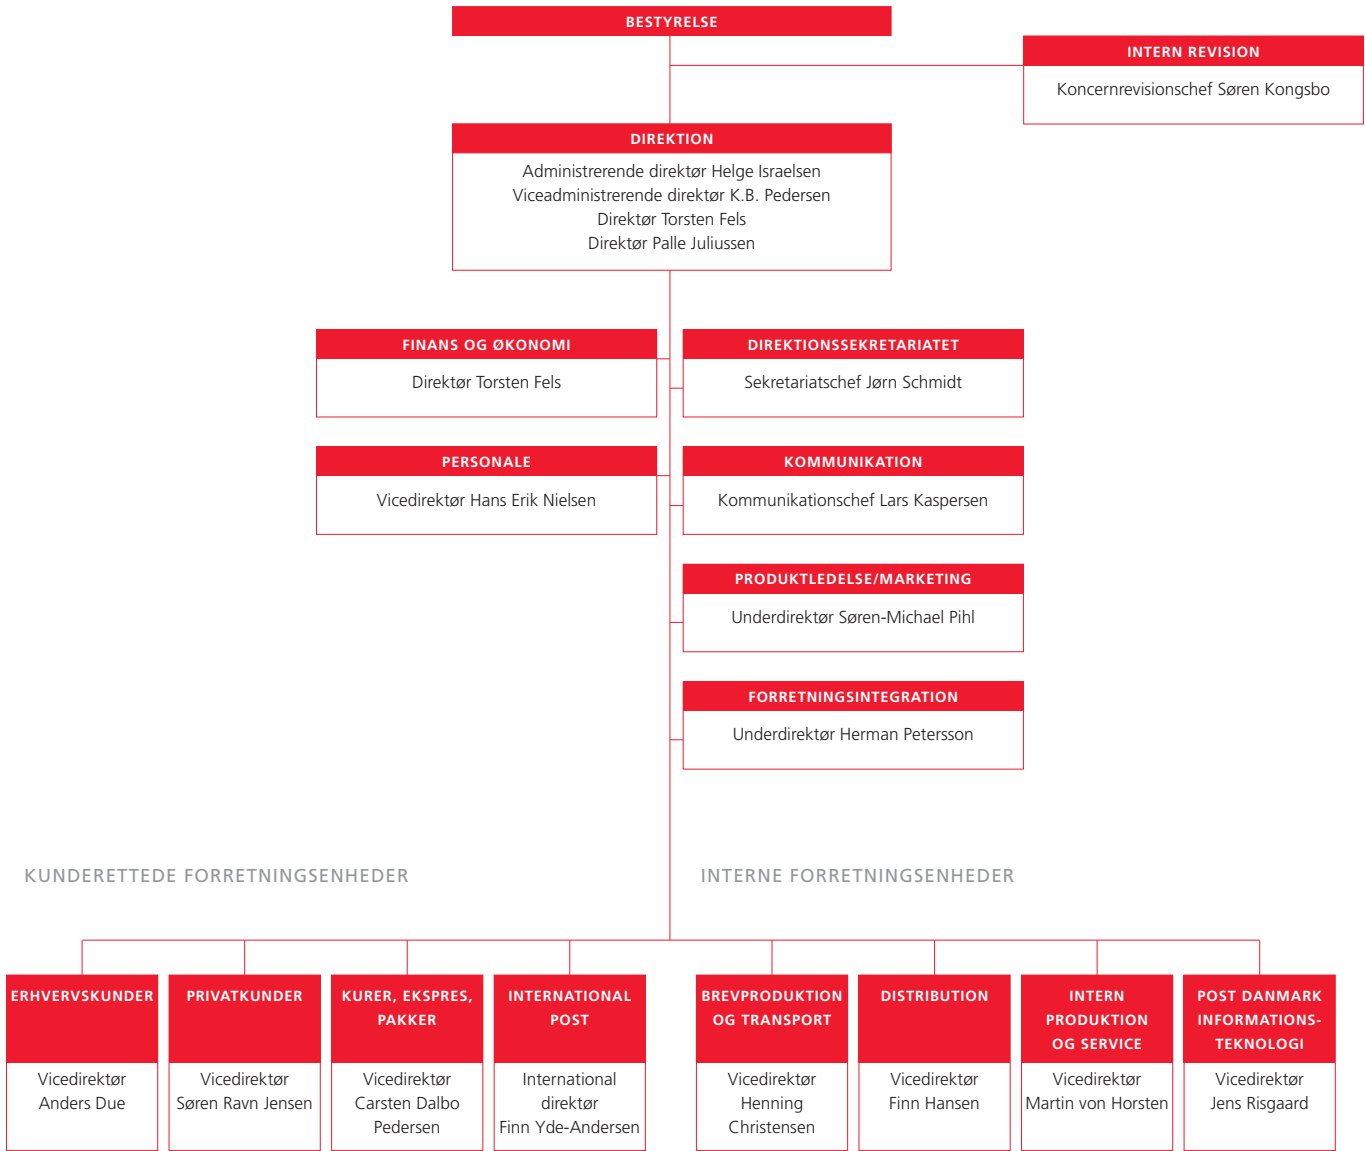 BESTYRELSE
INTERN REVISION
Koncernrevisionschef Søren Kongsbo
DIREKTION
Administrerende direktør Helge Israelsen
Viceadministrerende direktør K.B. Pedersen
Direktør Torsten Fels
Direktør Palle Juliussen
FINANS OG ØKONOMI
Direktør Torsten Fels
DIREKTIONSSEKRETARIATET
Sekretariatschef Jørn Schmidt
PERSONALE
Vicedirektør Hans Erik Nielsen
KOMMUNIKATION
Kommunikationschef Lars Kaspersen
PRODUKTLEDELSE/MARKETING
Underdirektør Søren-Michael Pihl
FORRETNINGSINTEGRATION
Underdirektør Herman Petersson
KUNDERETTEDE FORRETNINGSENHEDER
INTERNE FORRETNINGSENHEDER
ERHVERVSKUNDER
Vicedirektør
Anders Due
PRIVATKUNDER
Vicedirektør
Søren Ravn Jensen
KURER, EKSPRES,
PAKKER
Vicedirektør
Carsten Dalbo
Pedersen
INTERNATIONAL
POST
International
direktør
Finn Yde-Andersen
BREVPRODUKTION
OG TRANSPORT
Vicedirektør
Henning
Christensen
DISTRIBUTION
Vicedirektør
Finn Hansen
INTERN
PRODUKTION
OG SERVICE
Vicedirektør
Martin von Horsten
POST DANMARK
INFORMATIONS-
TEKNOLOGI
Vicedirektør
Jens Risgaard